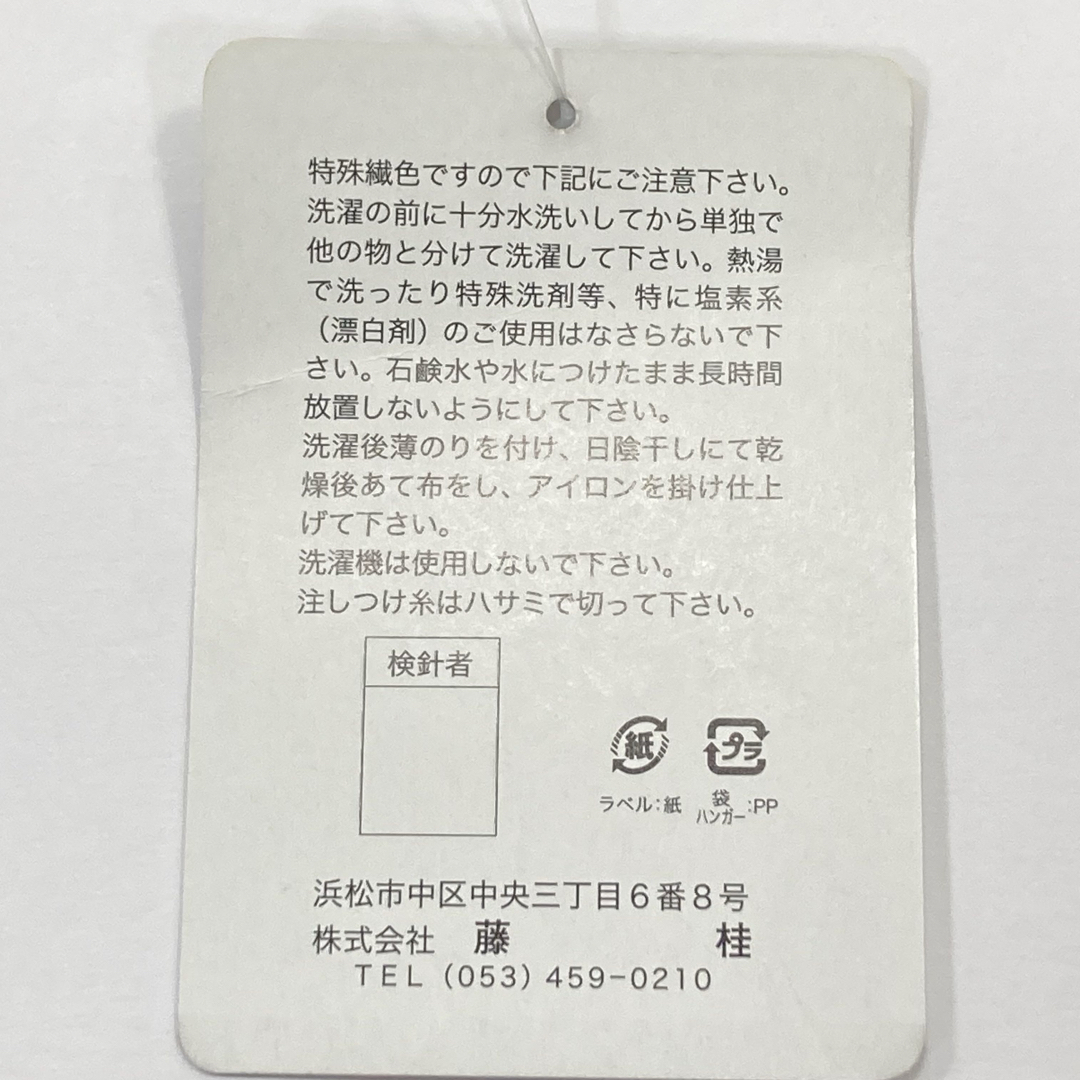 特殊繊色ですので下記にご注意下さい。
洗濯の前に十分水洗いしてから単独で
他の物と分けて洗濯して下さい。熱湯
で洗ったり特殊洗剤等、特に塩素系
（漂白剤）のご使用はなさらないで下
さい。石鹸水や水につけたまま長時間
放置しないようにして下さい。
洗濯後薄のりを付け、日陰干しにて乾
燥後あて布をし、アイロンを掛け仕上
げて下さい。
洗濯機は使用しないで下さい。
注しつけ糸はハサミで切って下さい。
検針者
紙 プラ
ラベル：紙 袋ハンガー：PP
浜松市中区中央三丁目６番８号
株式会社 藤 桂
TEL（053）459−0210